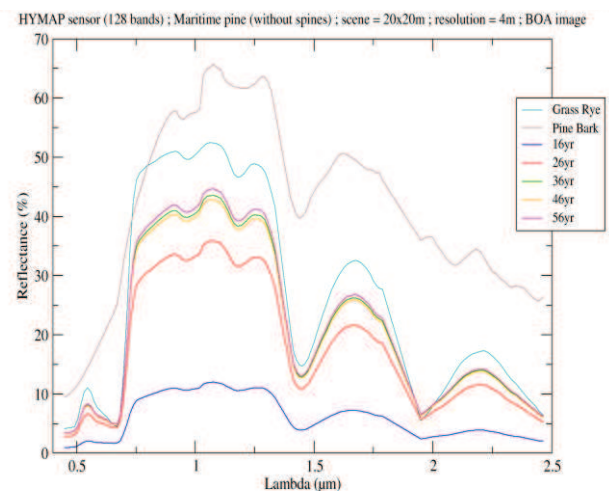 HYMAP sensor (128 bands) ; Maritime pine (without spines) ; scene = 20x20m ; resolution = 4m ; BOA image
70
60
50
40
30
20
10
0
Reflectance (%)
0.5
1
1.5
2
2.5
Lambda (µm)
Grass Rye
Pine Bark
16yr
26yr
36yr
46yr
56yr